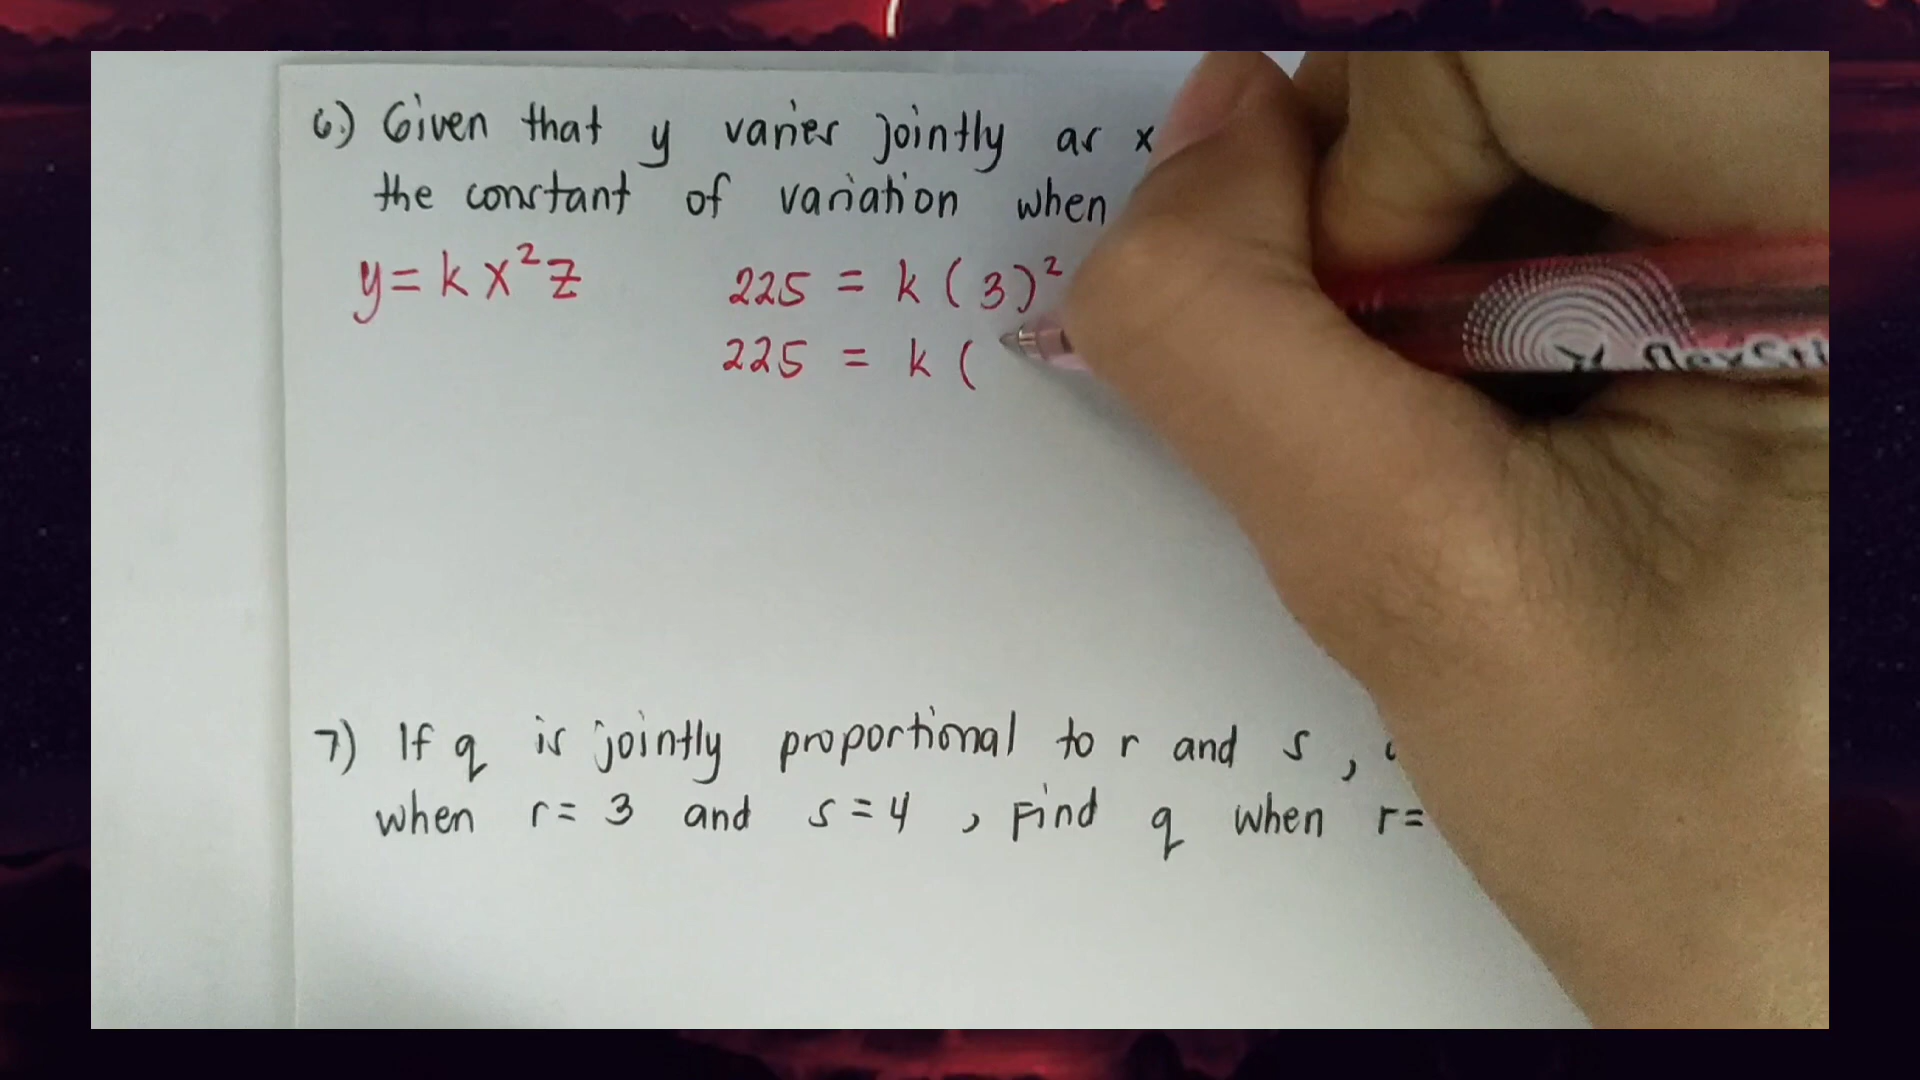 6.) Given that y varies jointly as x
the constant of variation when
y = k x² z
225 = k ( 3 )²
225 = k (
7) If q is jointly proportional to r and s ,
when r = 3 and s = 4 , Find q when r =